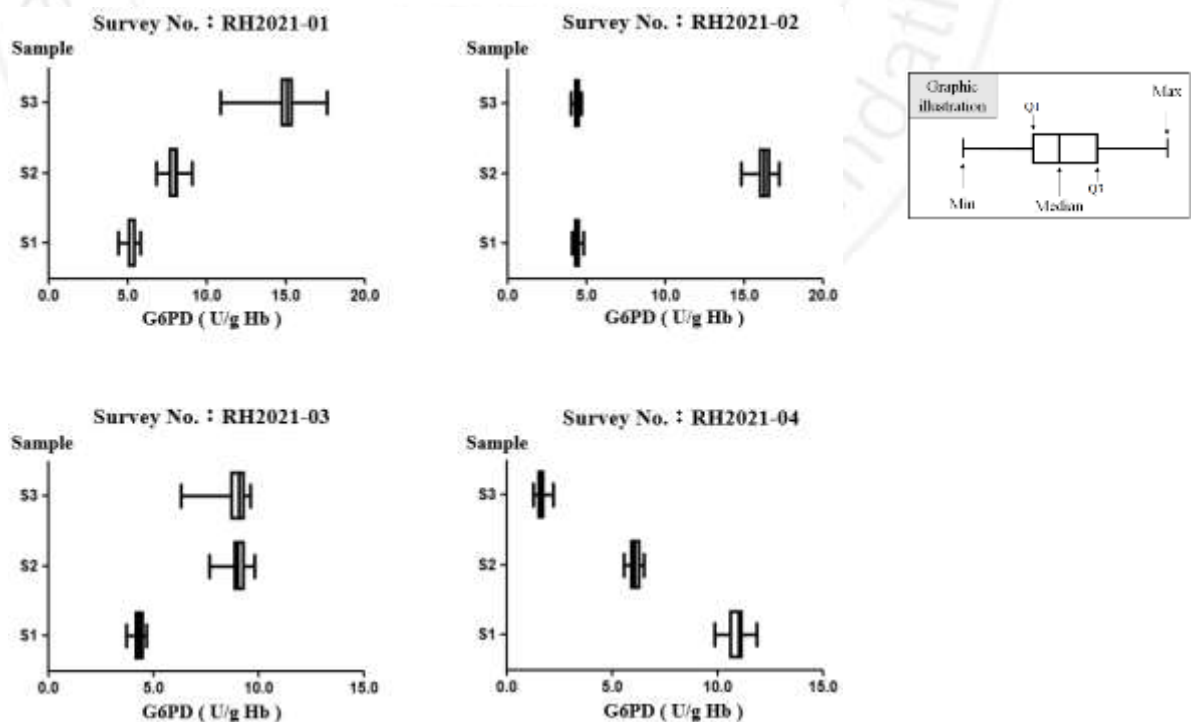 Survey No.：RH2021-01
Sample
S3
S2
S1
0.0 5.0 10.0 15.0 20.0
G6PD ( U/g Hb )
Survey No.：RH2021-02
S3
S2
S1
0.0 5.0 10.0 15.0 20.0
G6PD ( U/g Hb )
Graphic
illustration
Q1
Max
Min
Median
Q3
Survey No.：RH2021-03
Sample
S3
S2
S1
0.0 5.0 10.0 15.0
G6PD ( U/g Hb )
Survey No.：RH2021-04
Sample
S3
S2
S1
0.0 5.0 10.0 15.0
G6PD ( U/g Hb )
ndati